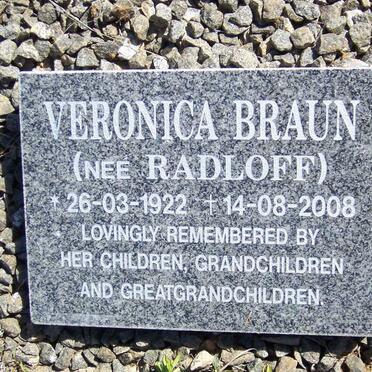 VERONICA BRAUN
(NEE RADLOFF)
* 26-03-1922 † 14-08-2008
LOVINGLY REMEMBERED BY
HER CHILDREN, GRANDCHILDREN
AND GREATGRANDCHILDREN.